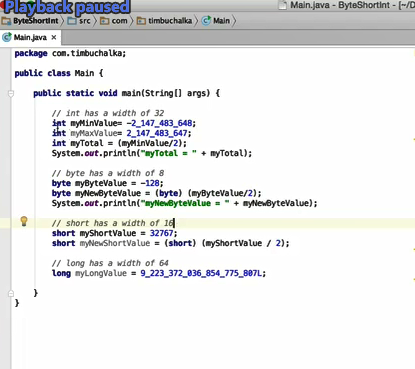 Playback paused
Main.java - ByteShortInt - [~/D
ByteShortInt src com timbuchalka Main
Main.java ×
package com.timbuchalka;
public class Main {
public static void main(String[] args) {
// int has a width of 32
int myMinValue= -2_147_483_648;
int myMaxValue= 2_147_483_647;
int myTotal = (myMinValue/2);
System.out.println("myTotal = " + myTotal);
// byte has a width of 8
byte myByteValue = -128;
byte myNewByteValue = (byte) (myByteValue/2);
System.out.println("myNewByteValue = " + myNewByteValue);
// short has a width of 16
short myShortValue = 32767;
short myNewShortValue = (short) (myShortValue / 2);
// long has a width of 64
long myLongValue = 9_223_372_036_854_775_807L;
}
}